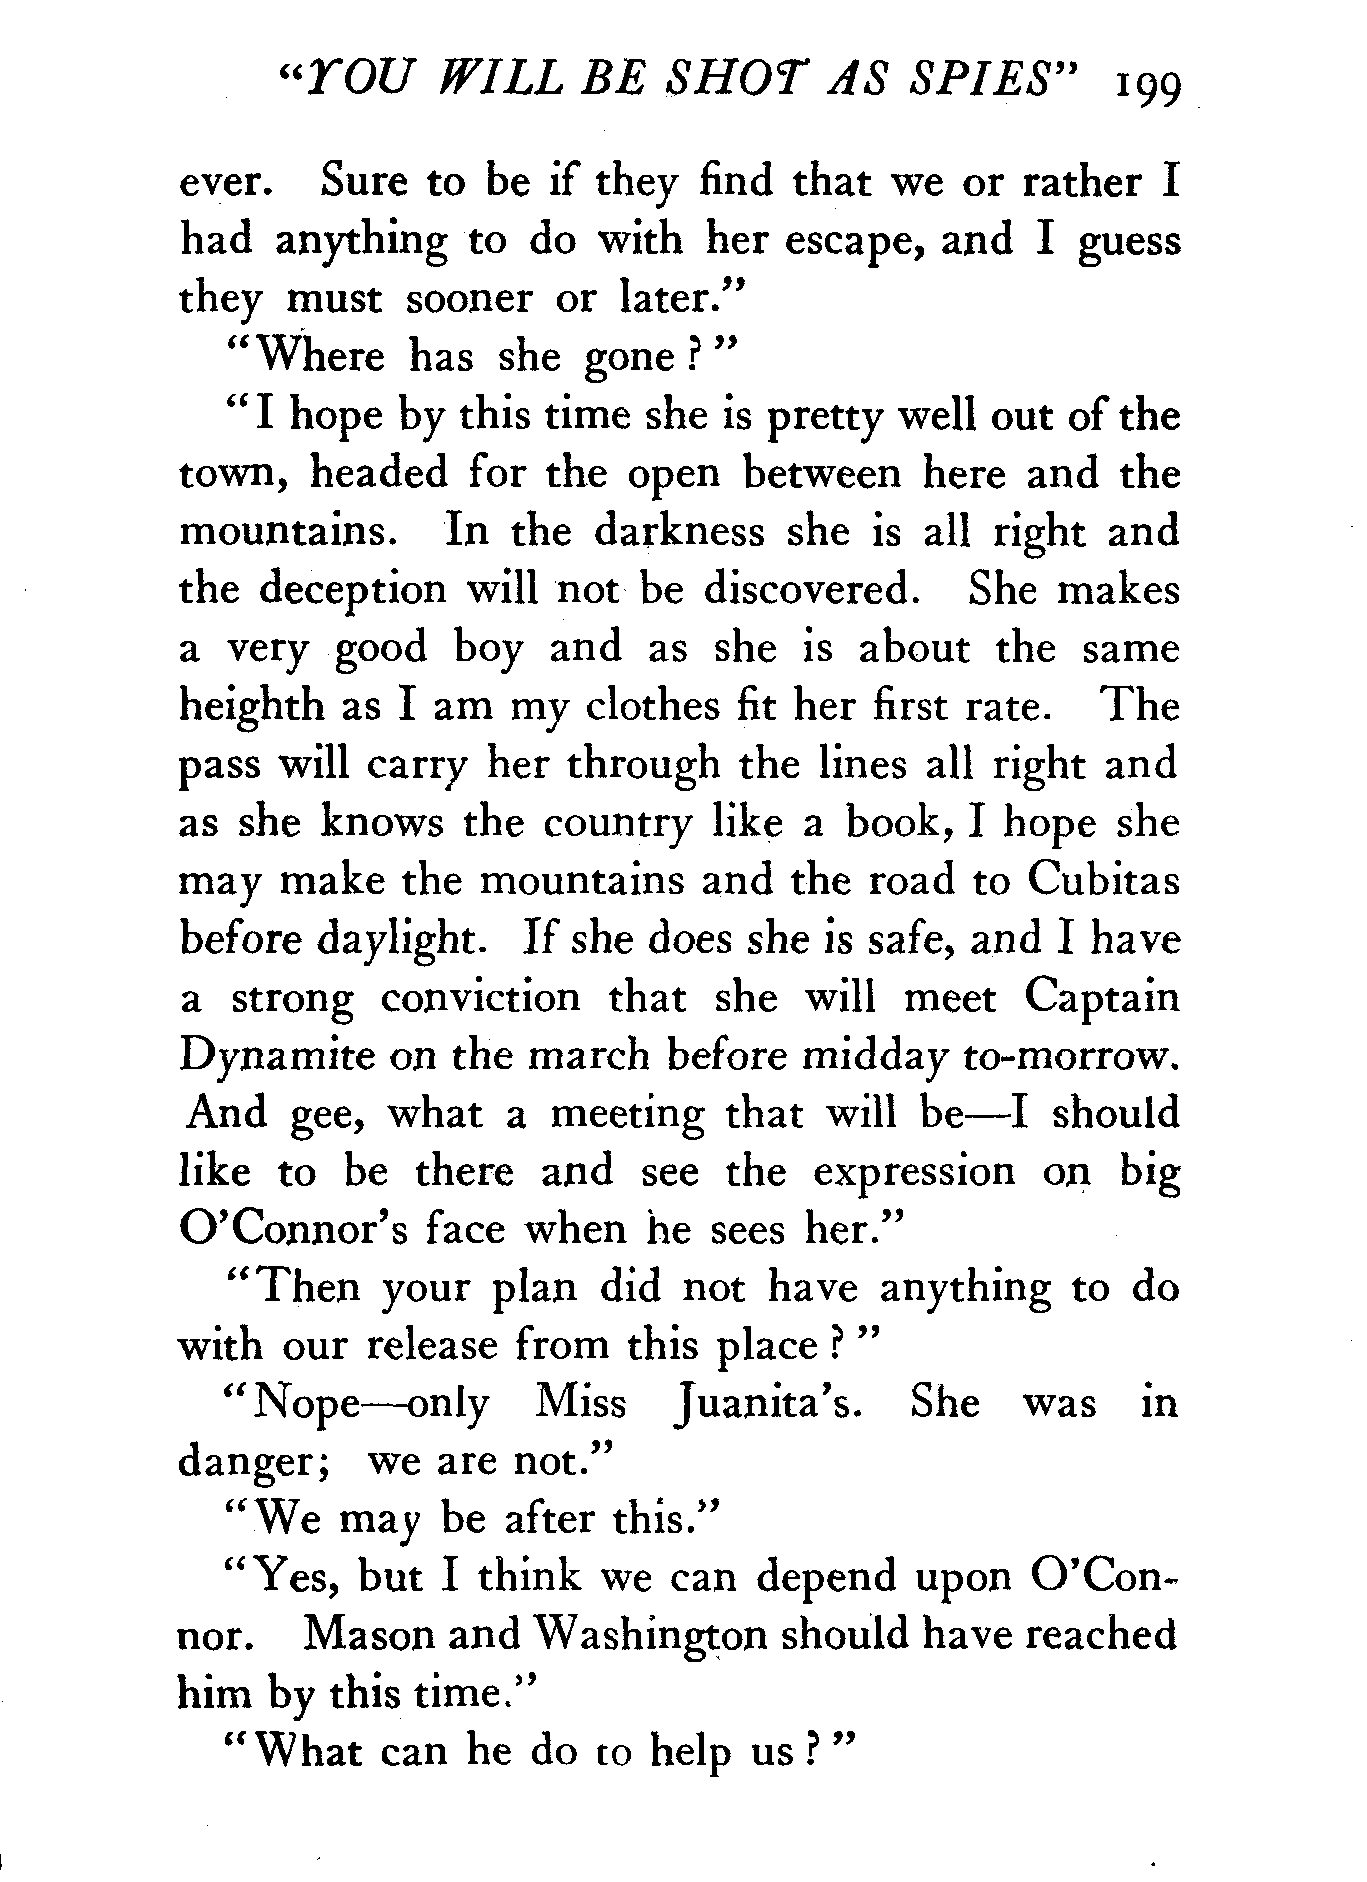 "YOU WILL BE SHOT AS SPIES" 199
ever. Sure to be if they find that we or rather I
had anything to do with her escape, and I guess
they must sooner or later."
"Where has she gone?"
"I hope by this time she is pretty well out of the
town, headed for the open between here and the
mountains. In the darkness she is all right and
the deception will not be discovered. She makes
a very good boy and as she is about the same
heighth as I am my clothes fit her first rate. The
pass will carry her through the lines all right and
as she knows the country like a book, I hope she
may make the mountains and the road to Cubitas
before daylight. If she does she is safe, and I have
a strong conviction that she will meet Captain
Dynamite on the march before midday to-morrow.
And gee, what a meeting that will be—I should
like to be there and see the expression on big
O'Connor's face when he sees her."
"Then your plan did not have anything to do
with our release from this place?"
"Nope—only Miss Juanita's. She was in
danger; we are not."
"We may be after this."
"Yes, but I think we can depend upon O'Con-
nor. Mason and Washington should have reached
him by this time."
"What can he do to help us?"